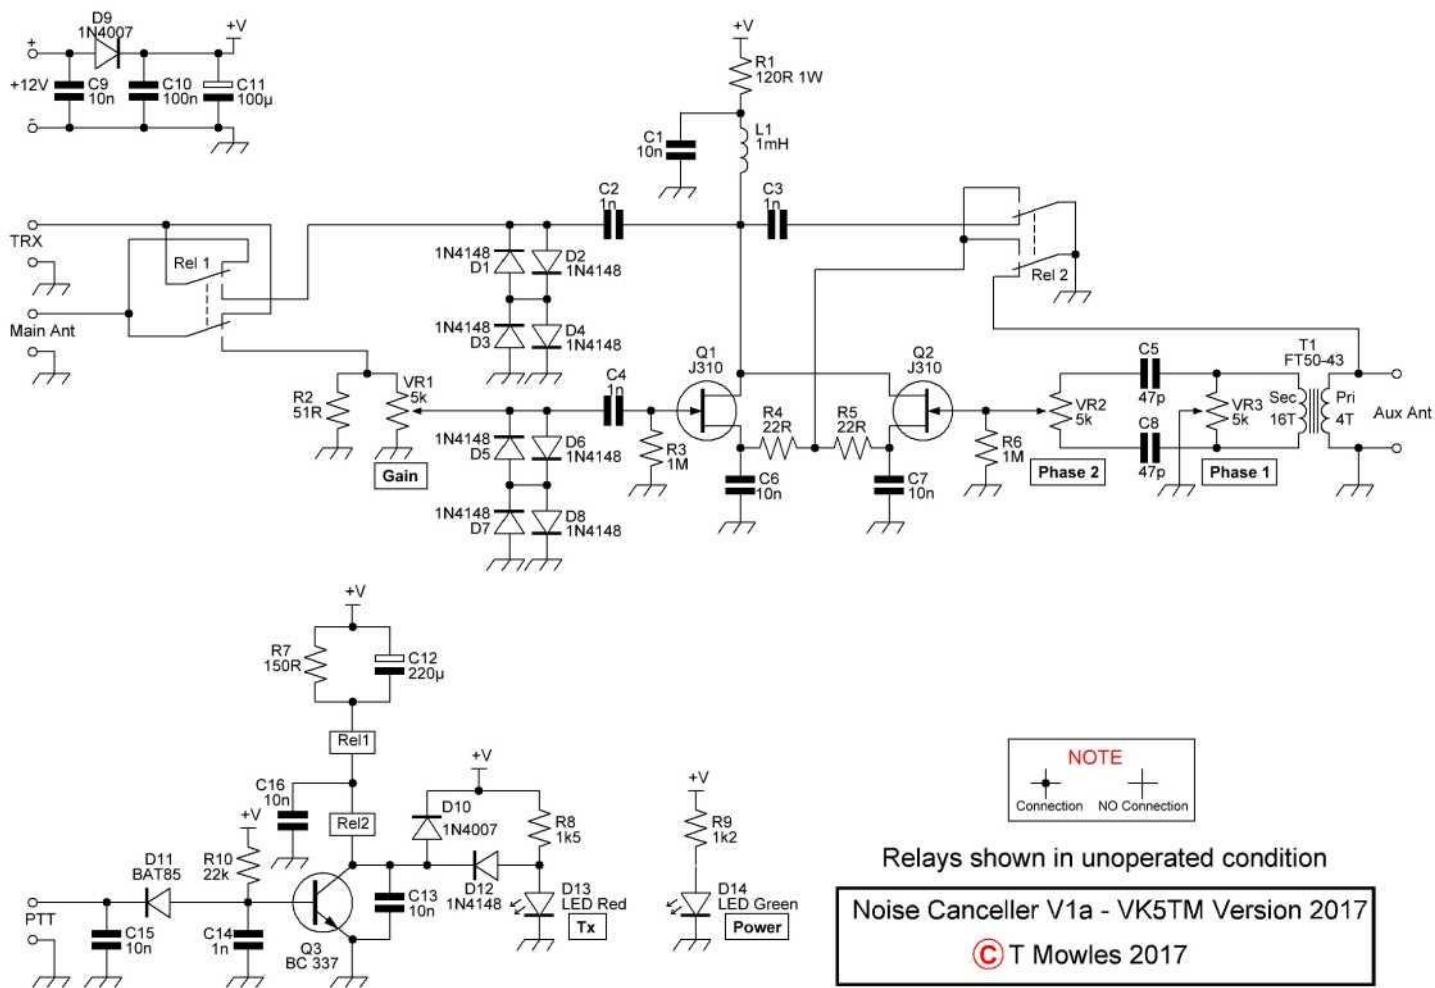 D9
1N4007
+V
+
+12V
C9
10n
C10
100n
C11
100µ
-
+V
R1
120R 1W
C1
10n
L1
1mH
C2
1n
C3
1n
TRX
Rel 1
Main Ant
1N4148
D1
D2
1N4148
1N4148
D3
D4
1N4148
Rel 2
R2
51R
VR1
5k
Gain
C4
1n
1N4148
D5
D6
1N4148
1N4148
D7
D8
1N4148
R3
1M
Q1
J310
R4
22R
R5
22R
Q2
J310
C6
10n
C7
10n
R6
1M
VR2
5k
Phase 2
C5
47p
C8
47p
VR3
5k
Phase 1
T1
FT50-43
Sec
16T
Pri
4T
Aux Ant
+V
R7
150R
C12
220µ
Rel1
C16
10n
Rel2
+V
R10
22k
D11
BAT85
PTT
C15
10n
C14
1n
Q3
BC 337
+V
D10
1N4007
R8
1k5
C13
10n
D12
1N4148
D13
LED Red
Tx
+V
R9
1k2
D14
LED Green
Power
NOTE
Connection
NO Connection
Relays shown in unoperated condition
Noise Canceller V1a - VK5TM Version 2017
© T Mowles 2017